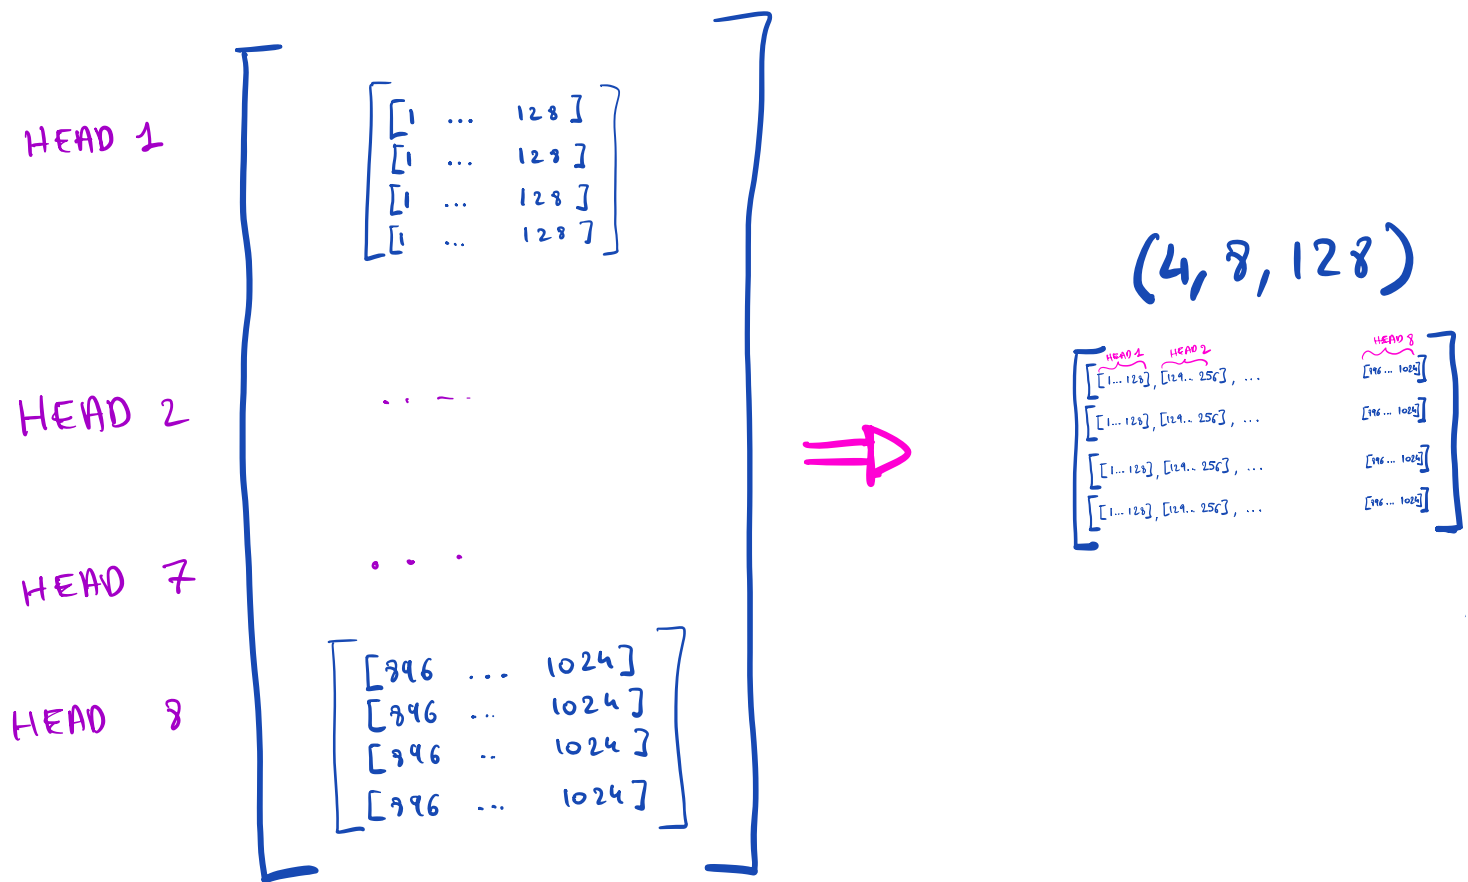 HEAD 1
[1 ... 128]
[1 ... 128]
[1 ... 128]
[1 ... 128]
HEAD 2
.. --
HEAD 7
...
HEAD 8
[896 ... 1024]
[896 ... 1024]
[896 .. 1024]
[896 ... 1024]
(4, 8, 128)
HEAD 1 HEAD 2 HEAD 8
[[1... 128], [129... 256], ... [896... 1024]]
[[1... 128], [129... 256], ... [896... 1024]]
[[1... 128], [129... 256], ... [896... 1024]]
[[1... 128], [129... 256], ... [896... 1024]]